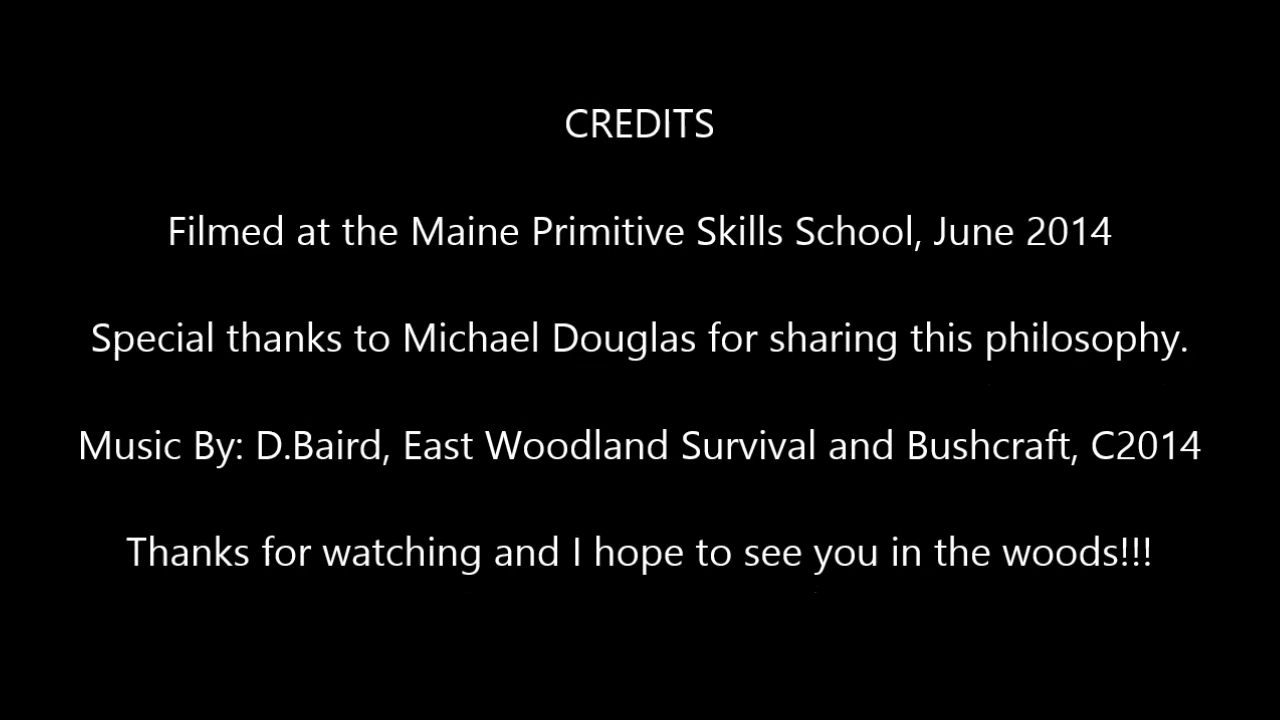 CREDITS
Filmed at the Maine Primitive Skills School, June 2014
Special thanks to Michael Douglas for sharing this philosophy.
Music By: D.Baird, East Woodland Survival and Bushcraft, C2014
Thanks for watching and I hope to see you in the woods!!!